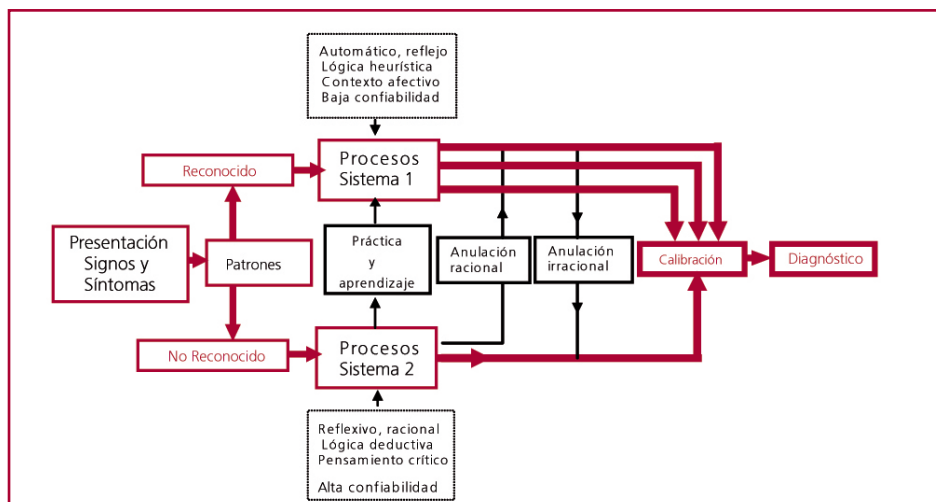 Automático, reflejo
Lógica heurística
Contexto afectivo
Baja confiabilidad
Reconocido
Procesos
Sistema 1
Presentación
Signos y
Síntomas
Patrones
Práctica
y
aprendizaje
Anulación
racional
Anulación
irracional
Calibración
Diagnóstico
No Reconocido
Procesos
Sistema 2
Reflexivo, racional
Lógica deductiva
Pensamiento crítico
Alta confiabilidad